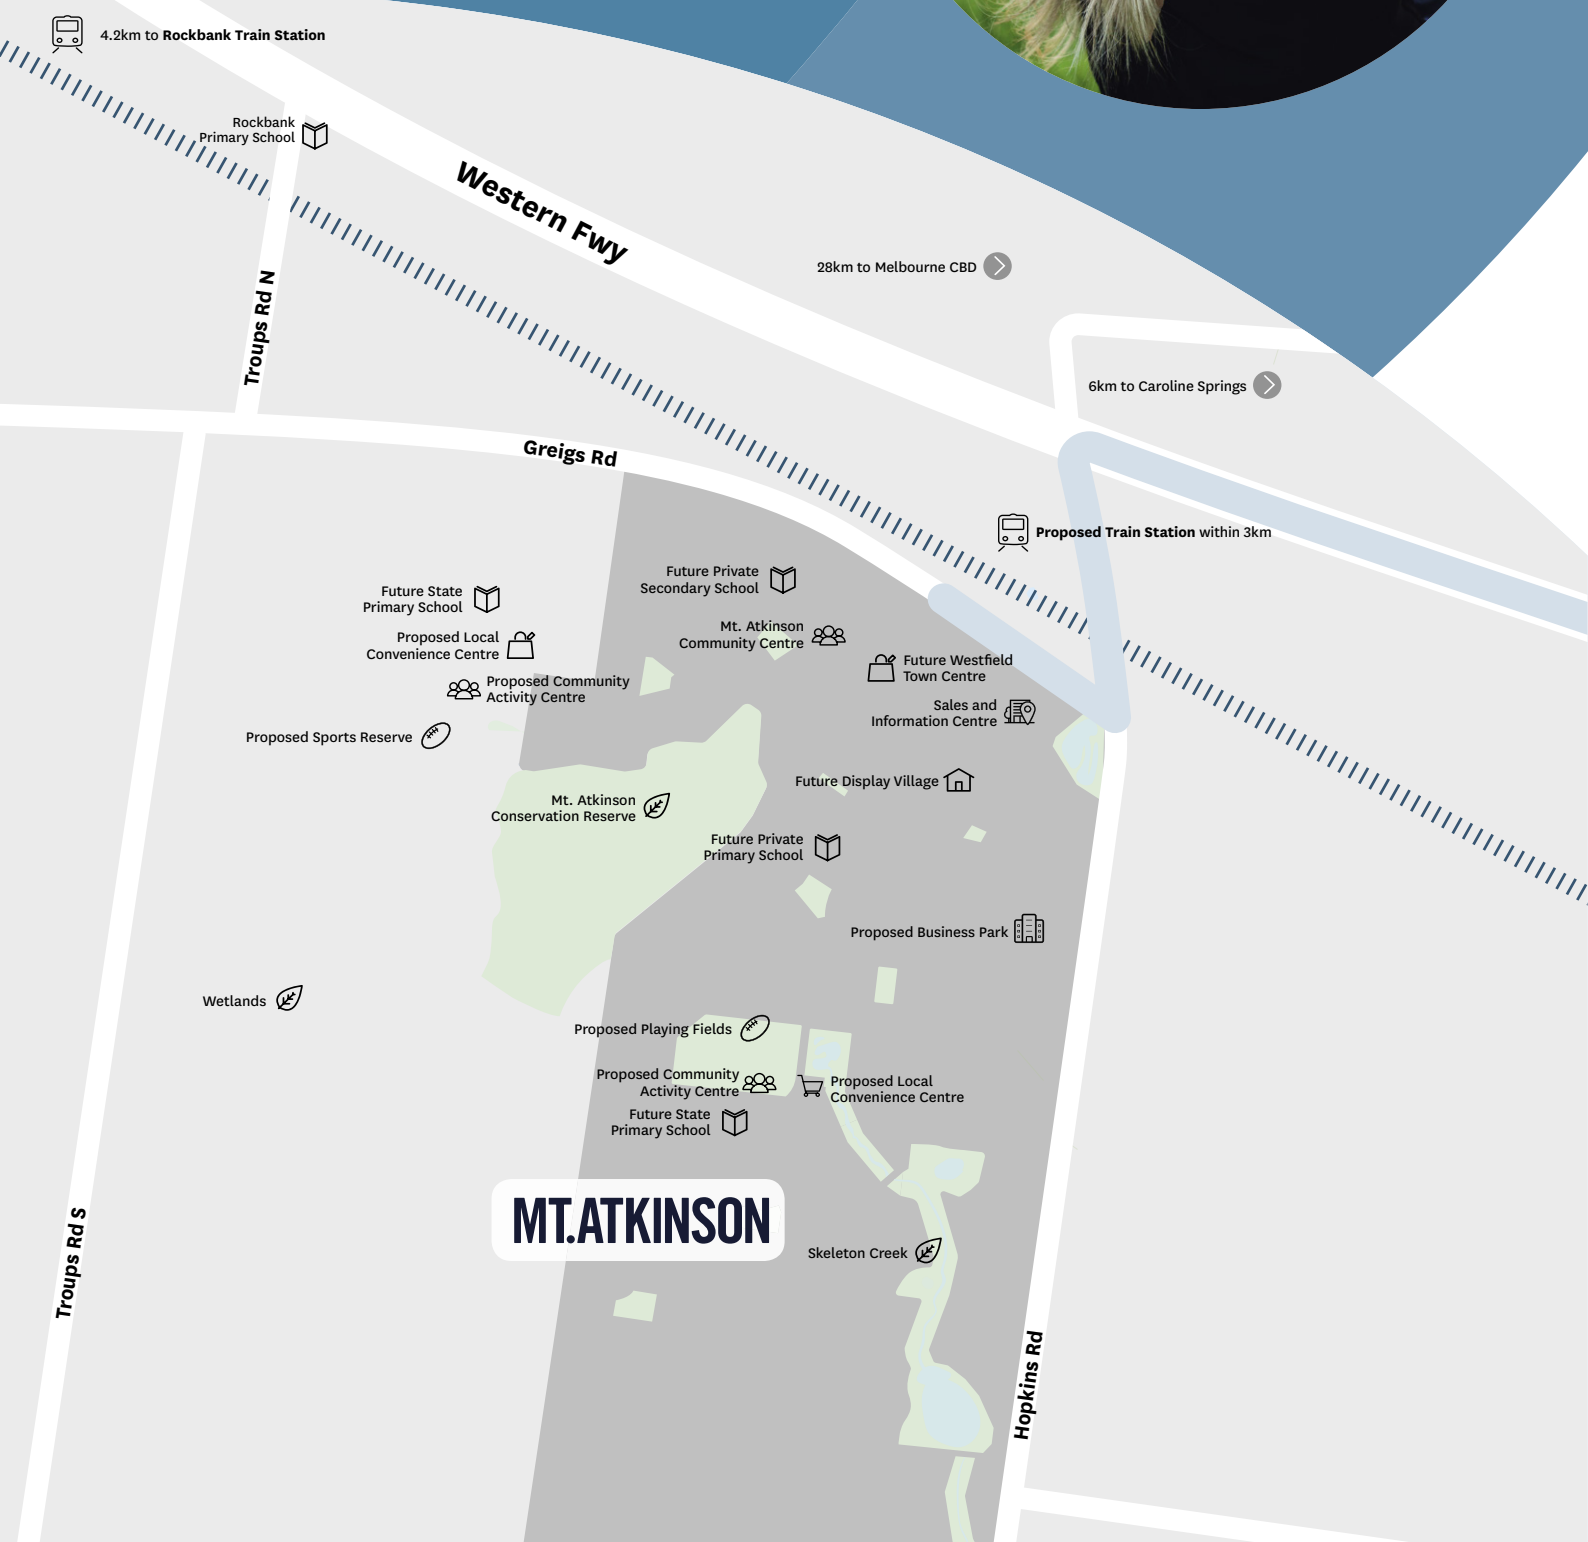 4.2km to Rockbank Train Station
Rockbank
Primary School
Western Fwy
28km to Melbourne CBD
Troups Rd N
6km to Caroline Springs
Greigs Rd
Proposed Train Station within 3km
Future Private
Secondary School
Future State
Primary School
Mt. Atkinson
Community Centre
Proposed Local
Convenience Centre
Future Westfield
Town Centre
Proposed Community
Activity Centre
Sales and
Information Centre
Proposed Sports Reserve
Future Display Village
Mt. Atkinson
Conservation Reserve
Future Private
Primary School
Proposed Business Park
Wetlands
Proposed Playing Fields
Proposed Community
Activity Centre
Proposed Local
Convenience Centre
Future State
Primary School
MT.ATKINSON
Skeleton Creek
Troups Rd S
Hopkins Rd